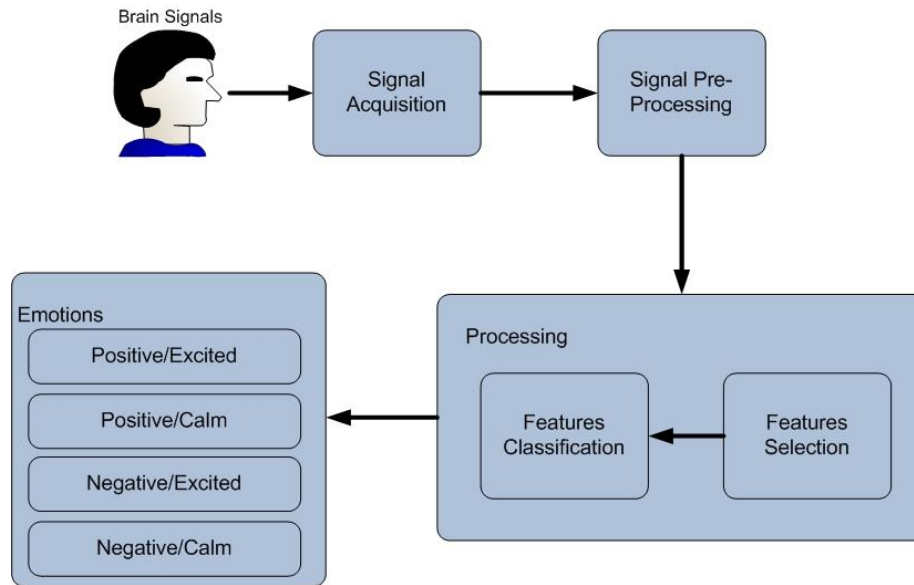 Brain Signals
Signal
Acquisition
Signal Pre-
Processing
Processing
Features
Selection
Features
Classification
Emotions
Positive/Excited
Positive/Calm
Negative/Excited
Negative/Calm